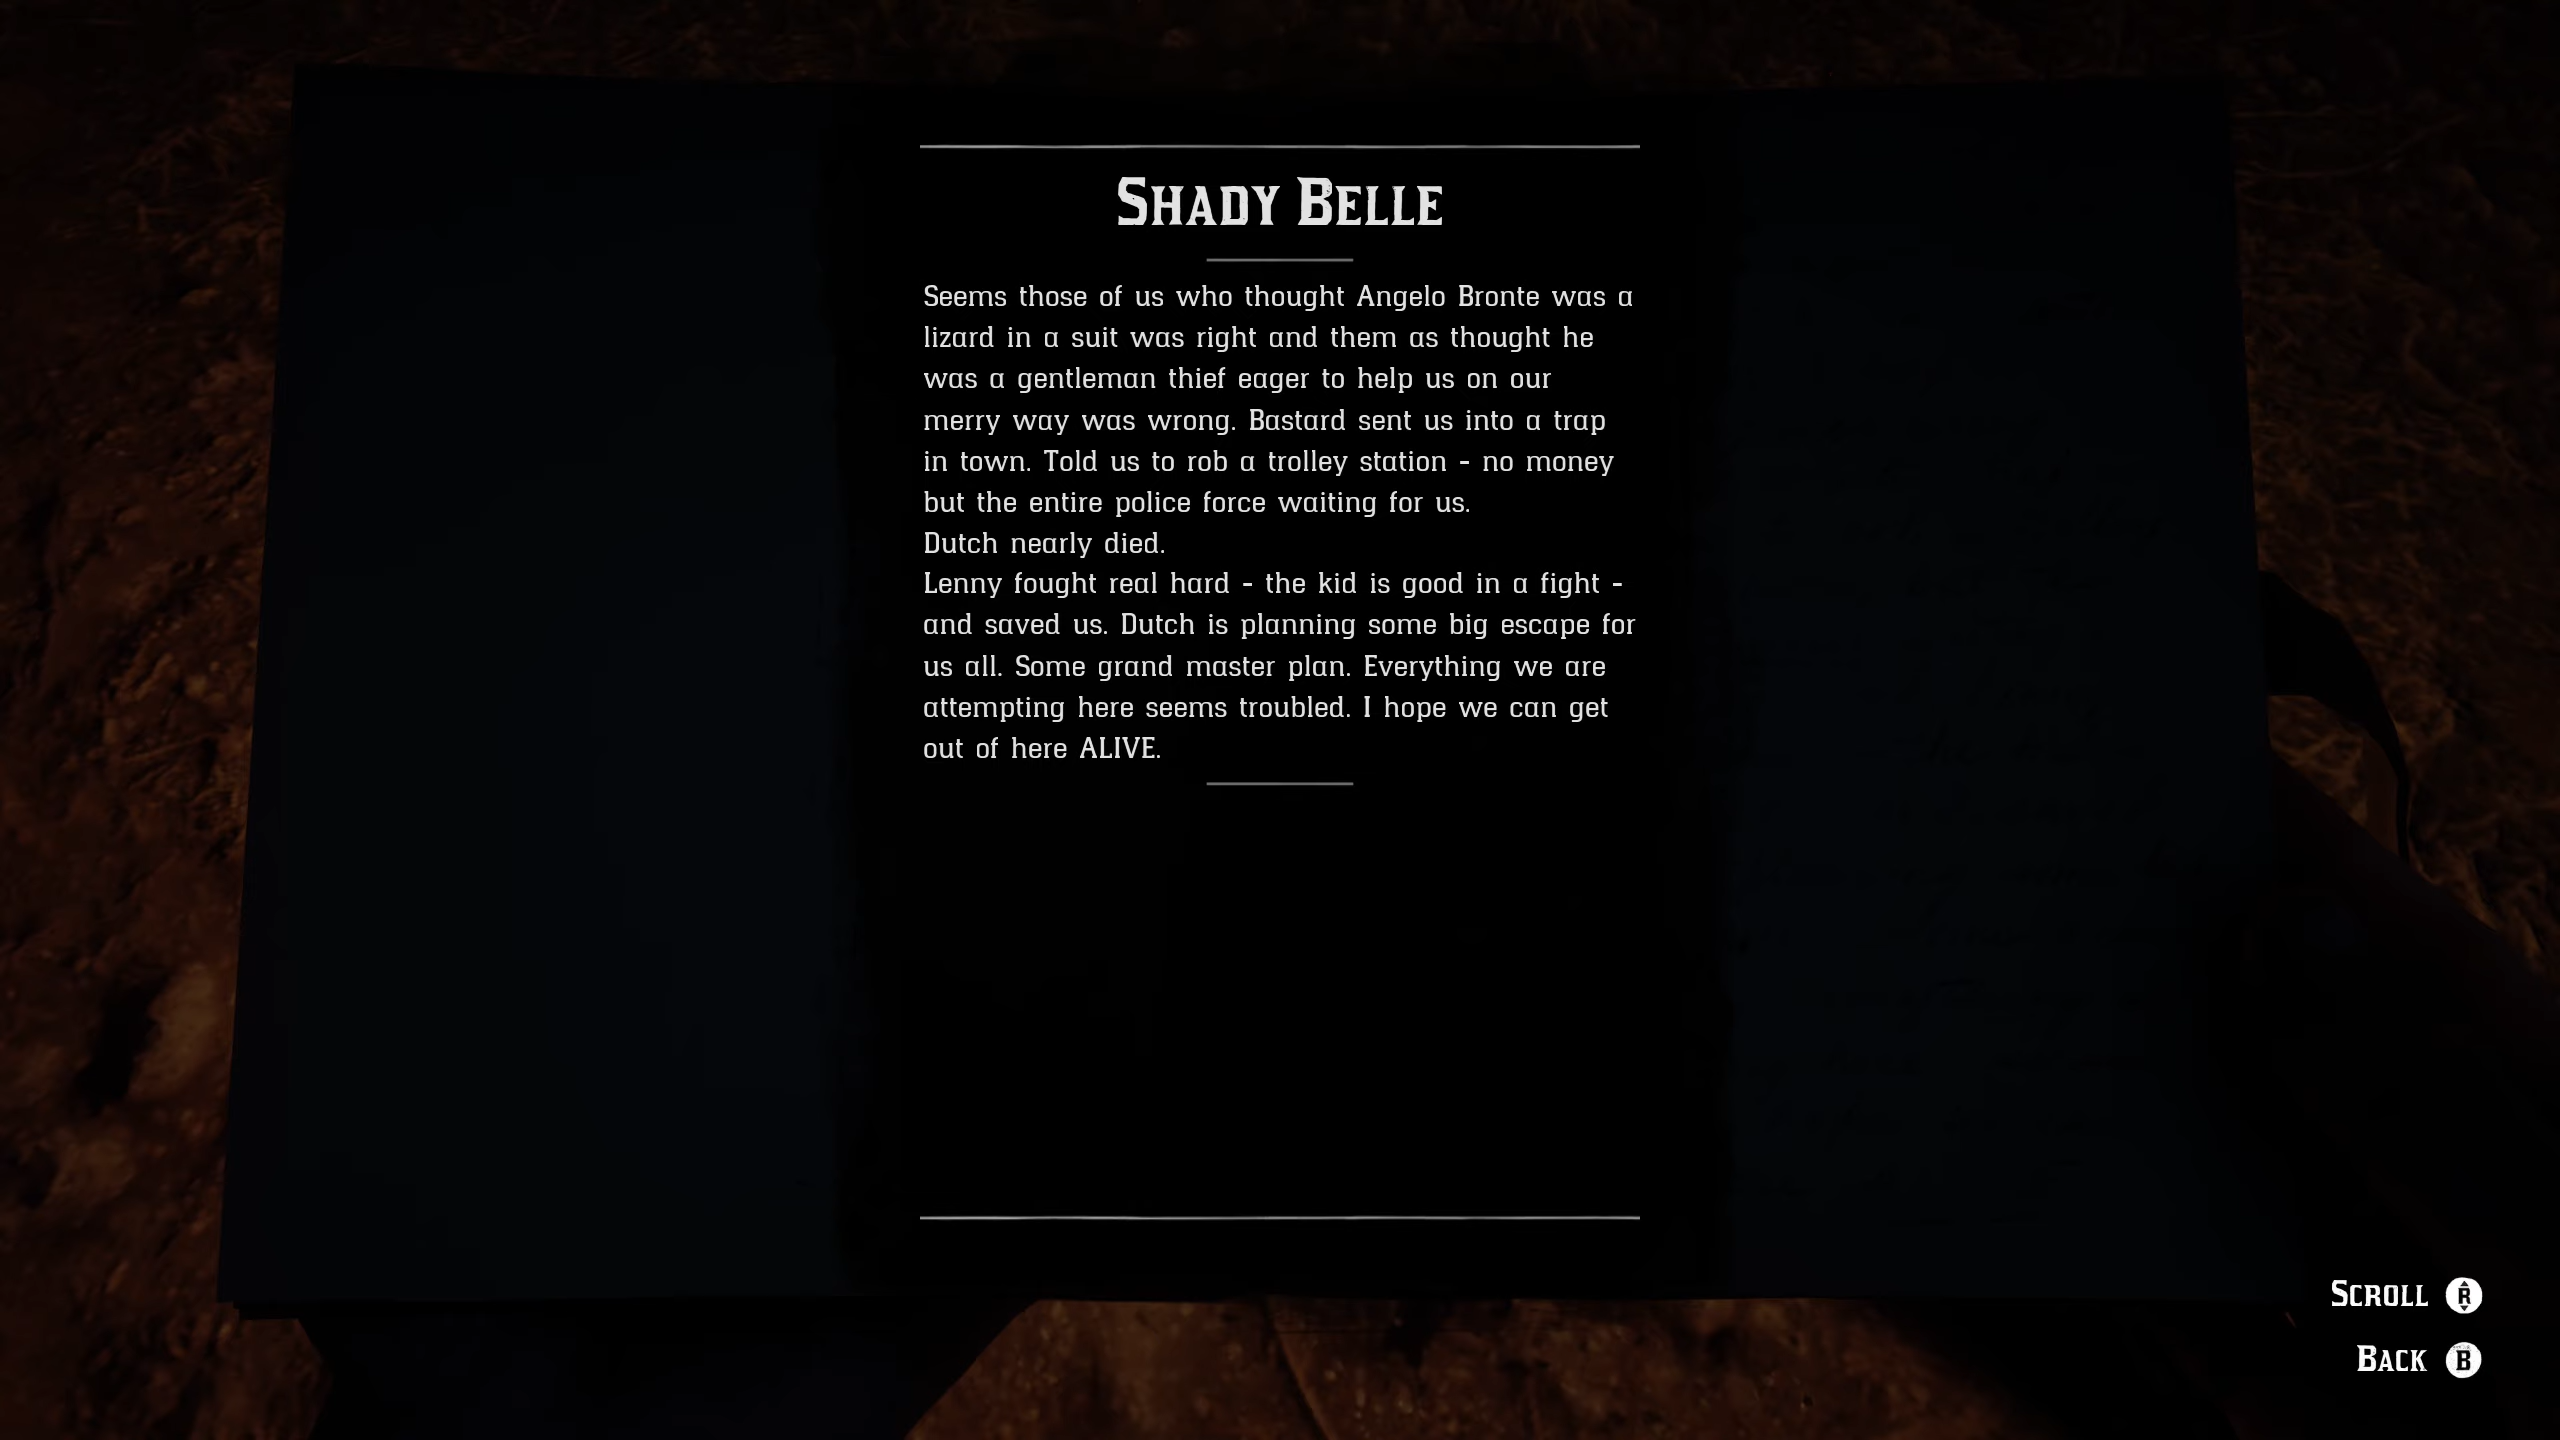 Shady Belle
Seems those of us who thought Angelo Bronte was a
lizard in a suit was right and them as thought he
was a gentleman thief eager to help us on our
merry way was wrong. Bastard sent us into a trap
in town. Told us to rob a trolley station - no money
but the entire police force waiting for us.
Dutch nearly died.
Lenny fought real hard - the kid is good in a fight -
and saved us. Dutch is planning some big escape for
us all. Some grand master plan. Everything we are
attempting here seems troubled. I hope we can get
out of here ALIVE.
Scroll R
Back B